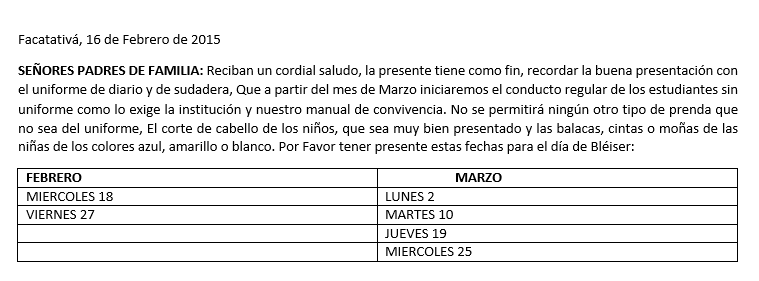 Facatativá, 16 de Febrero de 2015
SEÑORES PADRES DE FAMILIA: Reciban un cordial saludo, la presente tiene como fin, recordar la buena presentación con
el uniforme de diario y de sudadera, Que a partir del mes de Marzo iniciaremos el conducto regular de los estudiantes sin
uniforme como lo exige la institución y nuestro manual de convivencia. No se permitirá ningún otro tipo de prenda que
no sea del uniforme, El corte de cabello de los niños, que sea muy bien presentado y las balacas, cintas o moñas de las
niñas de los colores azul, amarillo o blanco. Por Favor tener presente estas fechas para el día de Bléiser:
FEBRERO MARZO
MIERCOLES 18 LUNES 2
VIERNES 27 MARTES 10
JUEVES 19
MIERCOLES 25